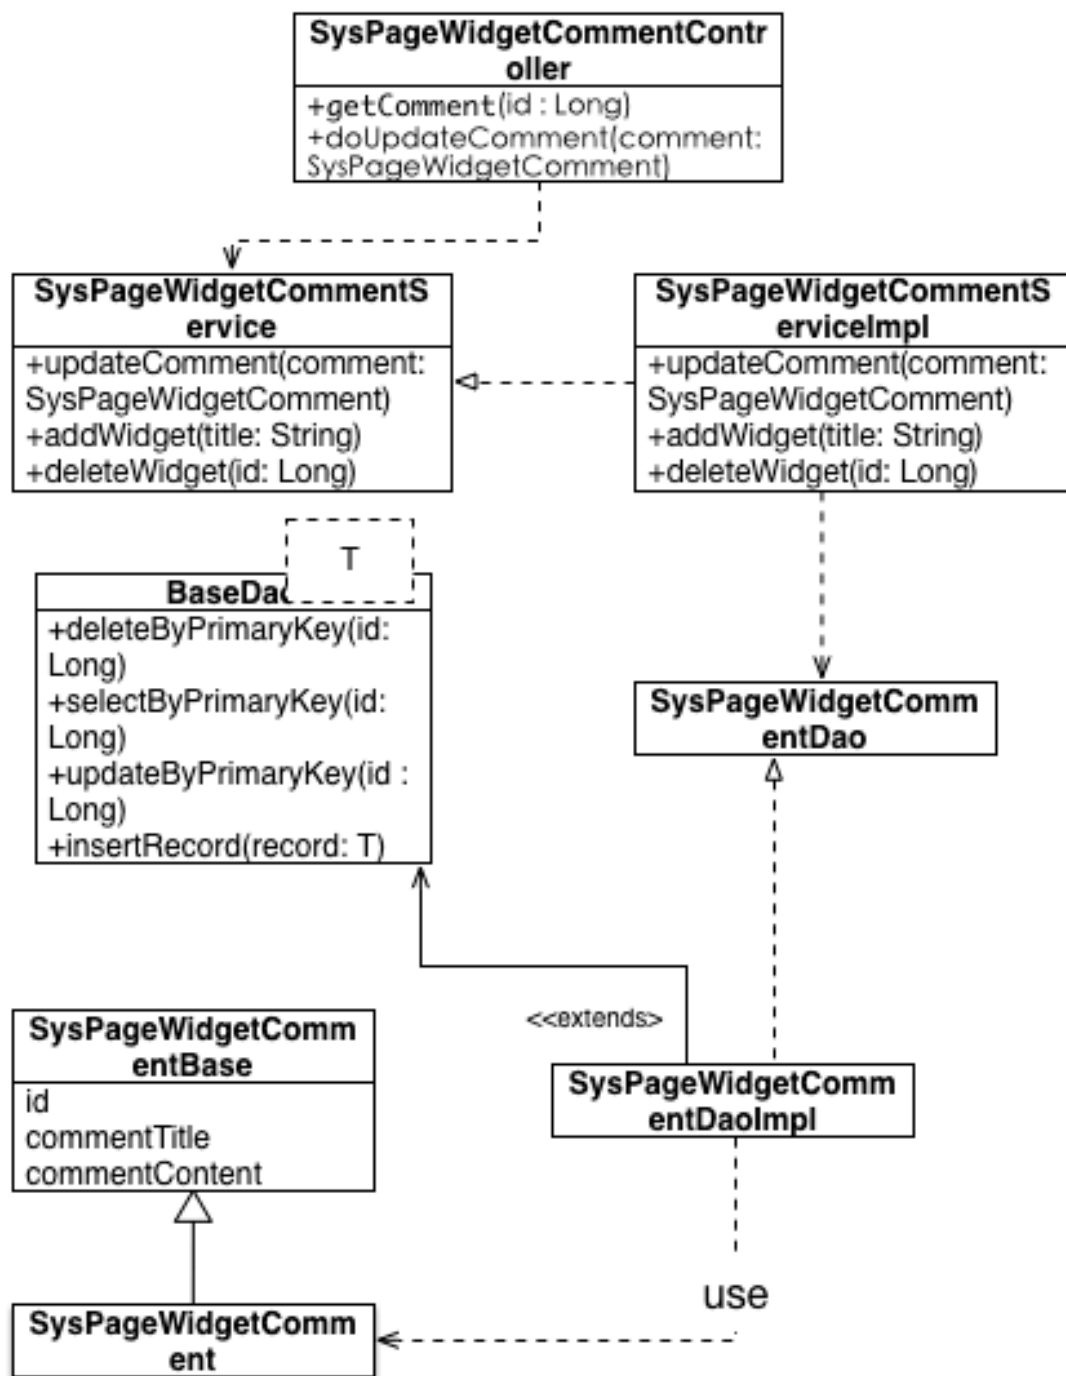 SysPageWidgetCommentContr
oller
+getComment(id : Long)
+doUpdateComment(comment:
SysPageWidgetComment)
SysPageWidgetCommentS
ervice
+updateComment(comment:
SysPageWidgetComment)
+addWidget(title: String)
+deleteWidget(id: Long)
SysPageWidgetCommentS
erviceImpl
+updateComment(comment:
SysPageWidgetComment)
+addWidget(title: String)
+deleteWidget(id: Long)
T
BaseDao
+deleteByPrimaryKey(id:
Long)
+selectByPrimaryKey(id:
Long)
+updateByPrimaryKey(id :
Long)
+insertRecord(record: T)
SysPageWidgetComm
entDao
<<extends>
SysPageWidgetComm
entBase
id
commentTitle
commentContent
SysPageWidgetComm
entDaoImpl
use
SysPageWidgetComm
ent